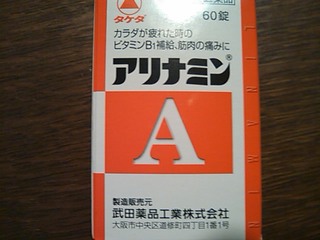 タケダ
60錠
カラダが疲れた時の
ビタミンB1補給、筋肉の痛みに
アリナミン®
A
製造販売元
武田薬品工業株式会社
大阪市中央区道修町四丁目1番1号